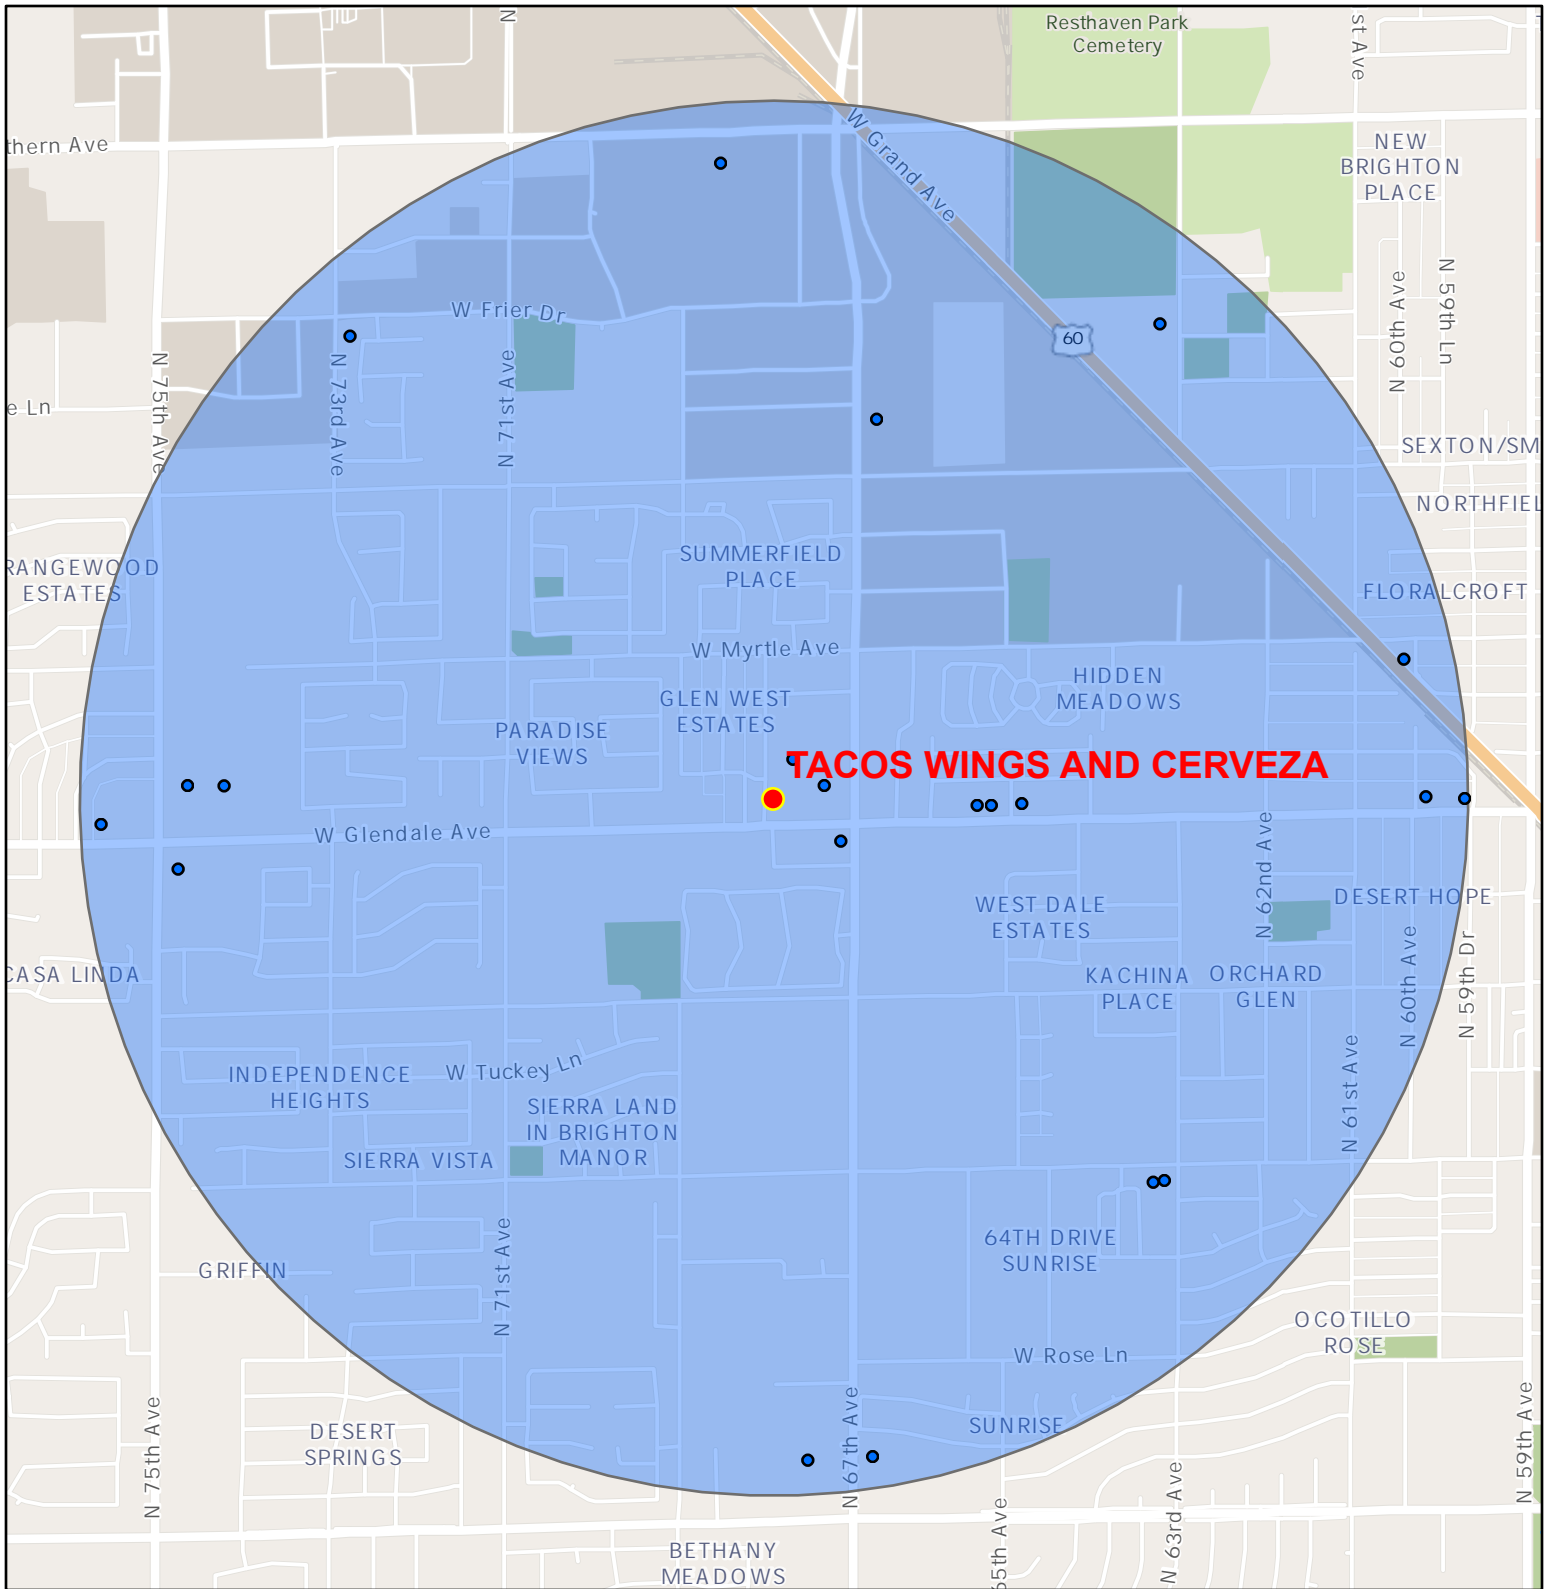 N
Resthaven Park
Cemetery
st Ave
thern Ave
W Grand Ave
NEW
BRIGHTON
PLACE
W Frier Dr
60
N 60th Ave
N 59th Ln
N 75th Ave
N 73rd Ave
N 71st Ave
e Ln
SEXTON/SM
NORTHFIEL
SUMMERFIELD
PLACE
RANGEWOOD
ESTATES
FLORALCROFT
W Myrtle Ave
HIDDEN
MEADOWS
GLEN WEST
ESTATES
PARADISE
VIEWS
TACOS WINGS AND CERVEZA
W Glendale Ave
N 62nd Ave
DESERT HOPE
WEST DALE
ESTATES
CASA LINDA
KACHINA
PLACE
ORCHARD
GLEN
N 60th Ave
N 59th Dr
INDEPENDENCE
HEIGHTS
W Tuckey Ln
N 61st Ave
SIERRA LAND
IN BRIGHTON
MANOR
SIERRA VISTA
64TH DRIVE
SUNRISE
GRIFFIN
N 71st Ave
OCOTILLO
ROSE
W Rose Ln
N 75th Ave
DESERT
SPRINGS
N 67th Ave
SUNRISE
N 59th Ave
65th Ave
N 63rd Ave
BETHANY
MEADOWS